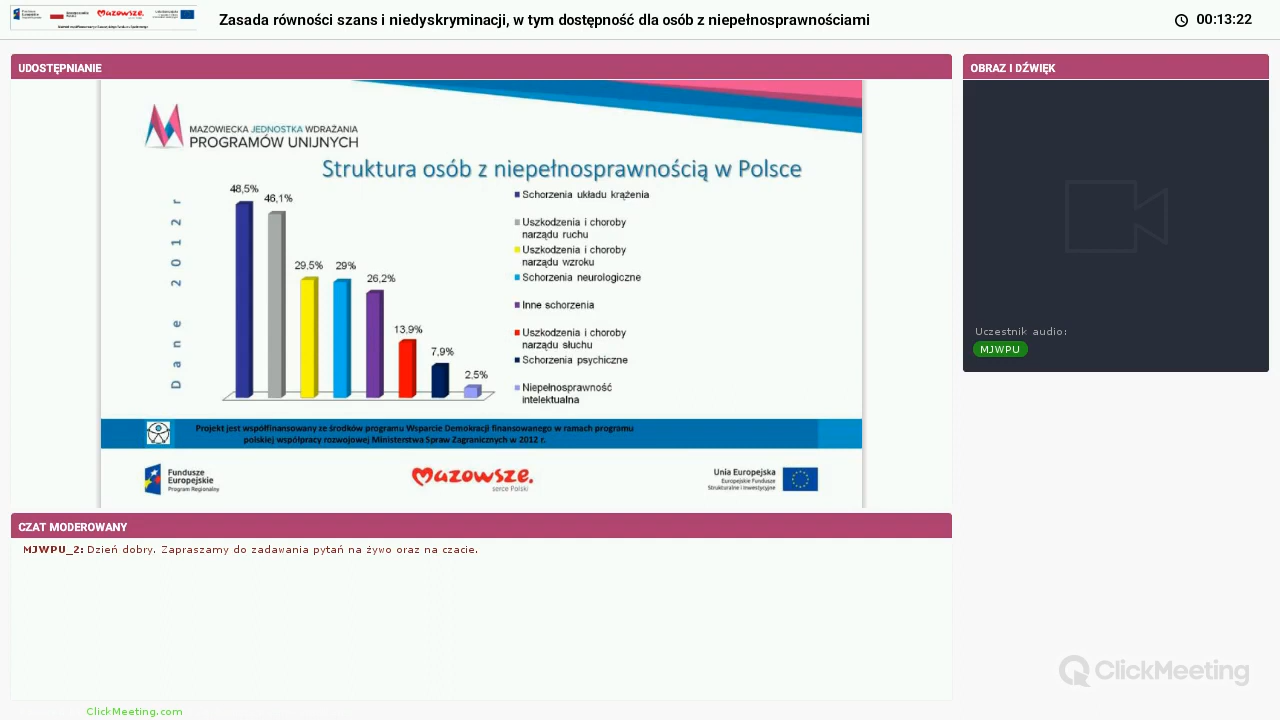 Zasada równości szans i niedyskryminacji, w tym dostępność dla osób z niepełnosprawnościami
00:13:22
UDOSTĘPNIANIE
OBRAZ I DŹWIĘK
MAZOWIECKA JEDNOSTKA WDRAŻANIA
PROGRAMÓW UNIJNYCH
Struktura osób z niepełnosprawnością w Polsce
Dane 2012r
48,5%
46,1%
29,5%
29%
26,2%
13,9%
7,9%
2,5%
Schorzenia układu krążenia
Uszkodzenia i choroby
narządu ruchu
Uszkodzenia i choroby
narządu wzroku
Schorzenia neurologiczne
Inne schorzenia
Uszkodzenia i choroby
narządu słuchu
Schorzenia psychiczne
Niepełnosprawność
intelektualna
Uczestnik audio:
MJWPU
Projekt jest współfinansowany ze środków programu Wsparcie Demokracji finansowanego w ramach programu
polskiej współpracy rozwojowej Ministerstwa Spraw Zagranicznych w 2012 r.
Fundusze
Europejskie
Program Regionalny
Mazowsze.
serce Polski
Unia Europejska
Europejskie Fundusze
Strukturalne i Inwestycyjne
CZAT MODEROWANY
MJWPU_2: Dzień dobry. Zapraszamy do zadawania pytań na żywo oraz na czacie.
ClickMeeting
ClickMeeting.com